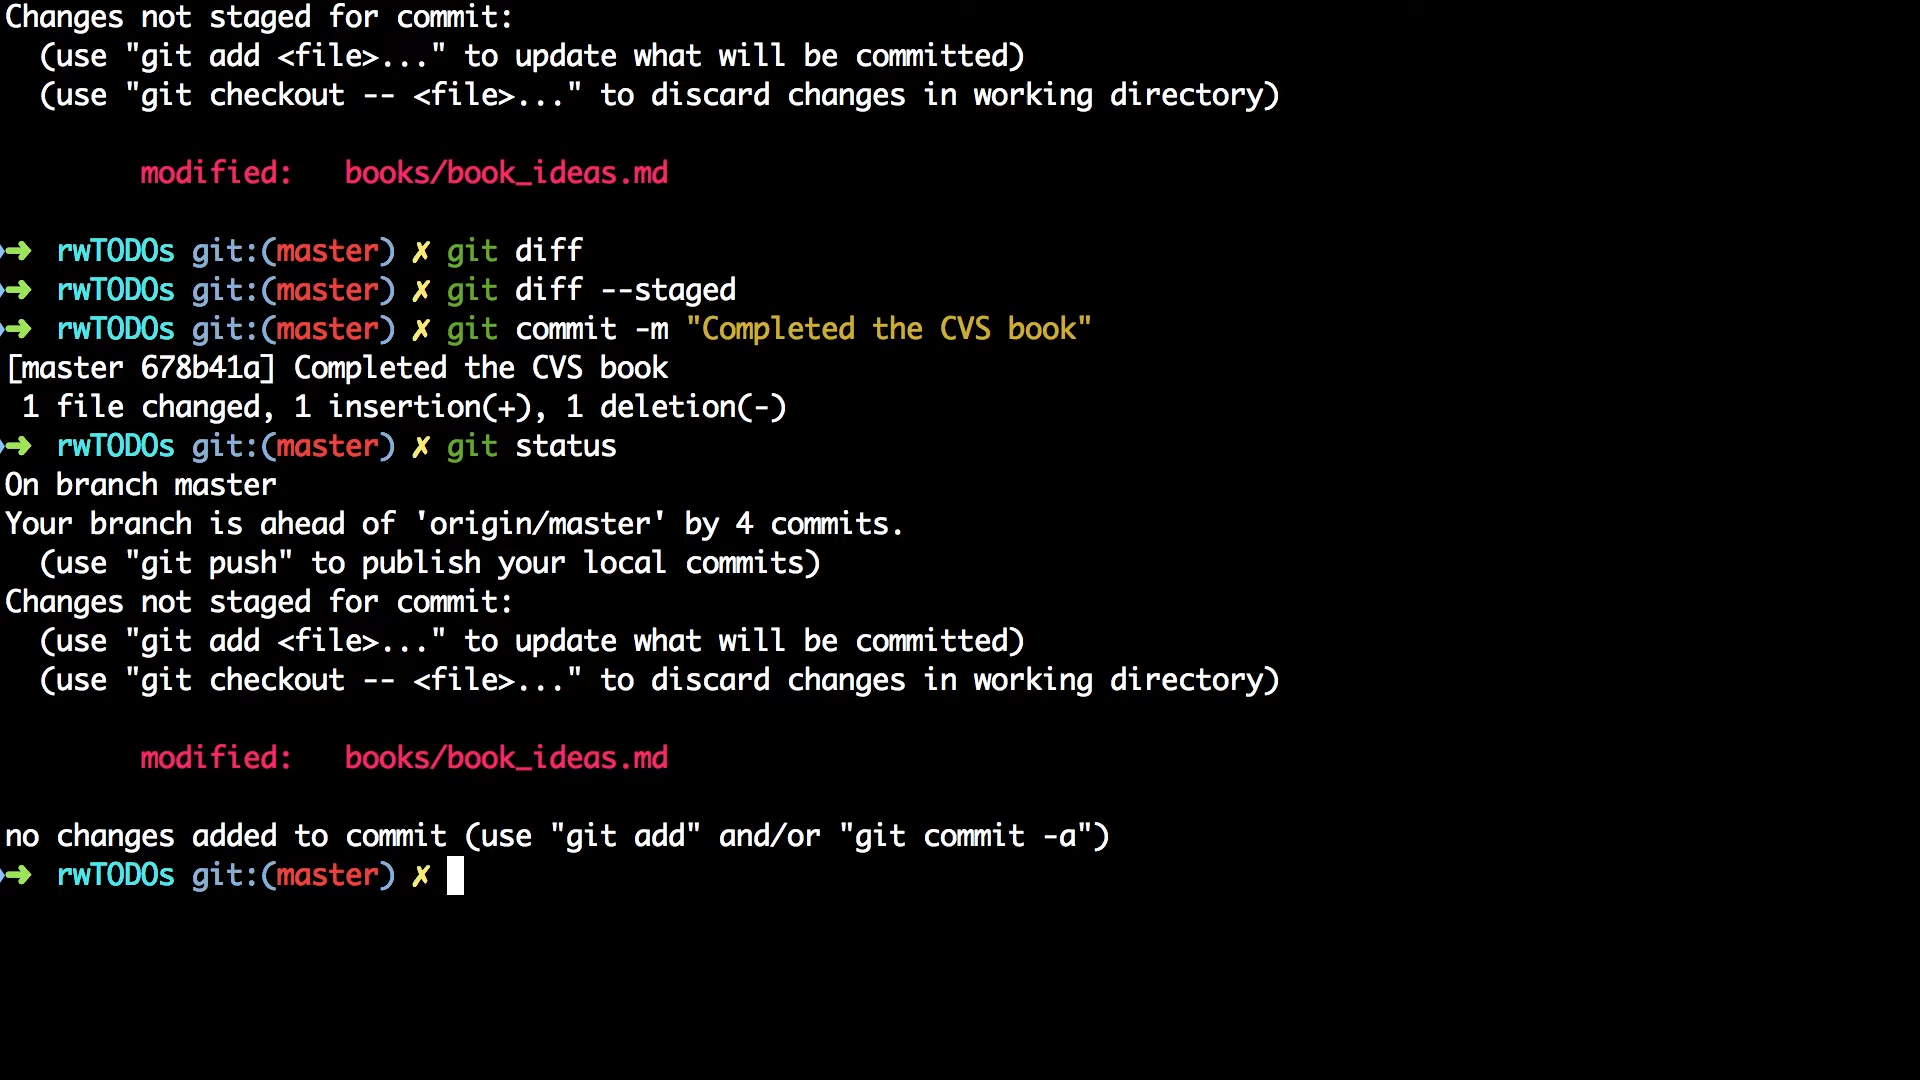 Changes not staged for commit:
  (use "git add <file>..." to update what will be committed)
  (use "git checkout -- <file>..." to discard changes in working directory)
        modified:   books/book_ideas.md
➜  rwTODOs git:(master) ✗ git diff
➜  rwTODOs git:(master) ✗ git diff --staged
➜  rwTODOs git:(master) ✗ git commit -m "Completed the CVS book"
[master 678b41a] Completed the CVS book
 1 file changed, 1 insertion(+), 1 deletion(-)
➜  rwTODOs git:(master) ✗ git status
On branch master
Your branch is ahead of 'origin/master' by 4 commits.
  (use "git push" to publish your local commits)
Changes not staged for commit:
  (use "git add <file>..." to update what will be committed)
  (use "git checkout -- <file>..." to discard changes in working directory)
        modified:   books/book_ideas.md
no changes added to commit (use "git add" and/or "git commit -a")
➜  rwTODOs git:(master) ✗